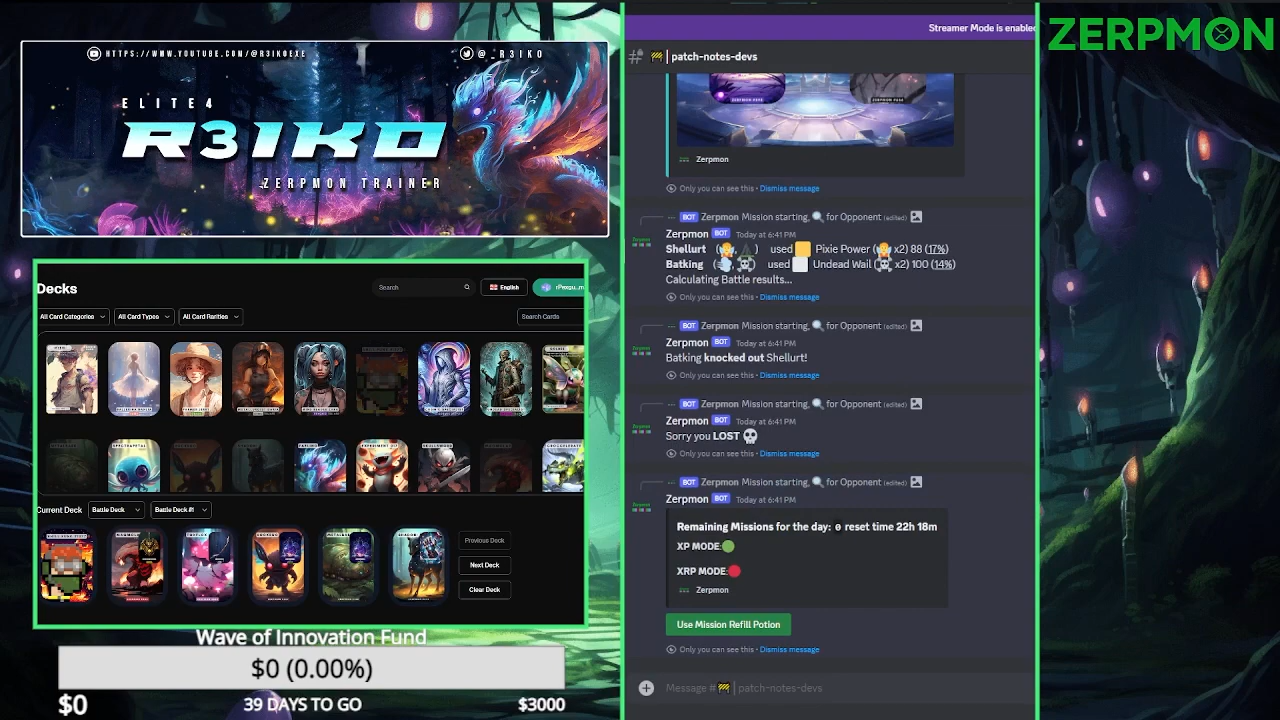 HTTPS://WWW.YOUTUBE.COM/@R3IKOEXE
@_R3IKO
ELITE4
R3IKO
ZERPMON TRAINER
Decks
Search
English
All Card Categories
All Card Types
All Card Rarities
Search Cards
Current Deck
Battle Deck
Battle Deck #1
Previous Deck
Next Deck
Clear Deck
Wave of Innovation Fund
$0 (0.00%)
$0
39 DAYS TO GO
$3000
Streamer Mode is enabled
patch-notes-devs
Zerpmon
Only you can see this • Dismiss message
BOT Zerpmon Mission starting, for Opponent (edited)
Zerpmon BOT Today at 6:41 PM
Shellurt ( ) used Pixie Power ( x2) 88 (17%)
Batking ( ) used Undead Wail ( x2) 100 (14%)
Calculating Battle results...
Only you can see this • Dismiss message
BOT Zerpmon Mission starting, for Opponent (edited)
Zerpmon BOT Today at 6:41 PM
Batking knocked out Shellurt!
Only you can see this • Dismiss message
BOT Zerpmon Mission starting, for Opponent (edited)
Zerpmon BOT Today at 6:41 PM
Sorry you LOST
Only you can see this • Dismiss message
BOT Zerpmon Mission starting, for Opponent (edited)
Zerpmon BOT Today at 6:41 PM
Remaining Missions for the day: 0 reset time 22h 18m
XP MODE:
XRP MODE:
Zerpmon
Use Mission Refill Potion
Only you can see this • Dismiss message
Message # | patch-notes-devs
ZERPMON